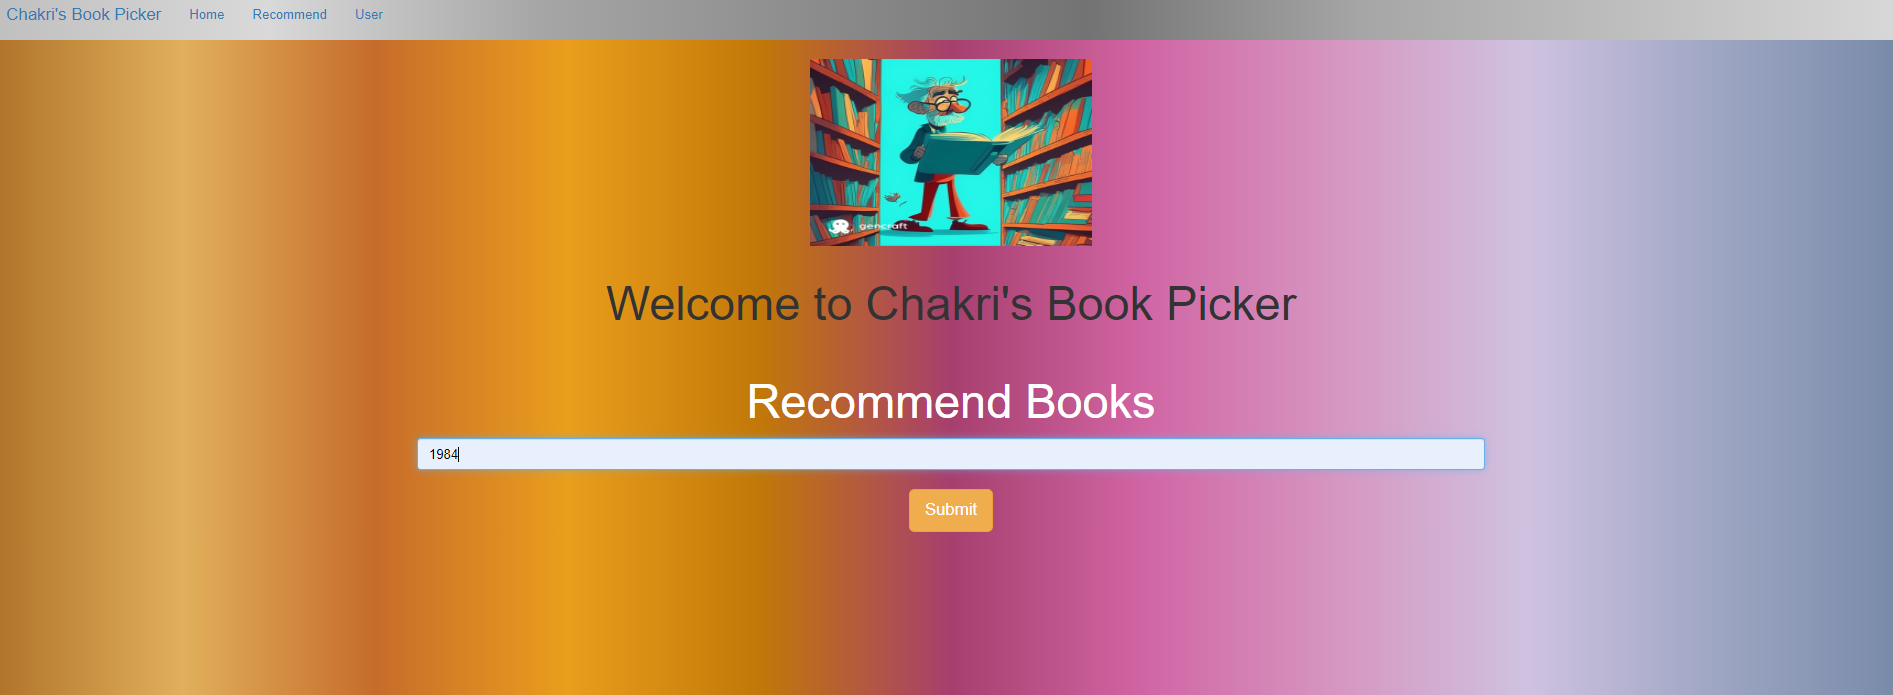 Chakri's Book Picker Home Recommend User
gencraft
Welcome to Chakri's Book Picker
Recommend Books
1984
Submit